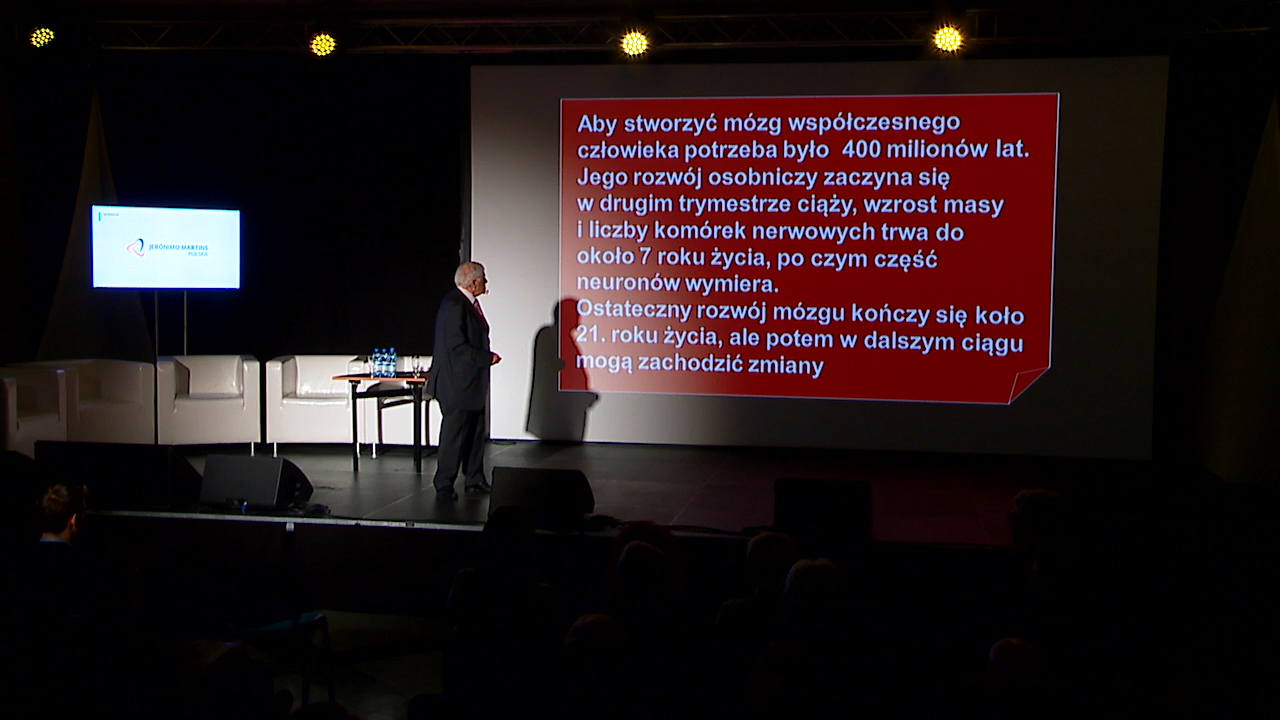 JERÓNIMO MARTINS
POLSKA
Aby stworzyć mózg współczesnego
człowieka potrzeba było 400 milionów lat.
Jego rozwój osobniczy zaczyna się
w drugim trymestrze ciąży, wzrost masy
i liczby komórek nerwowych trwa do
około 7 roku życia, po czym część
neuronów wymiera.
Ostateczny rozwój mózgu kończy się koło
21. roku życia, ale potem w dalszym ciągu
mogą zachodzić zmiany